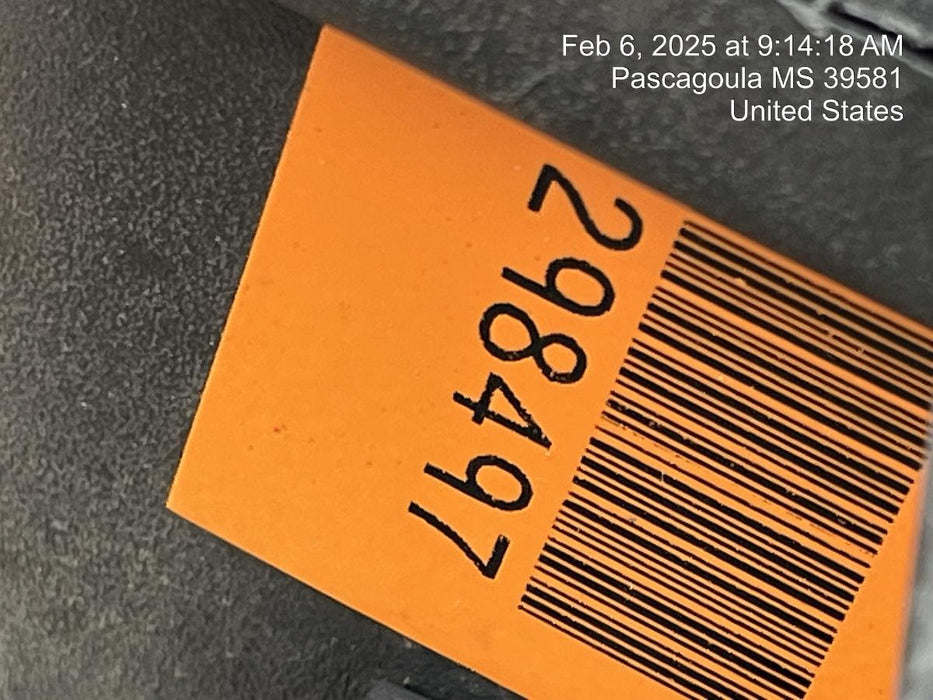 Feb 6, 2025 at 9:14:18 AM
Pascagoula MS 39581
United States
298497